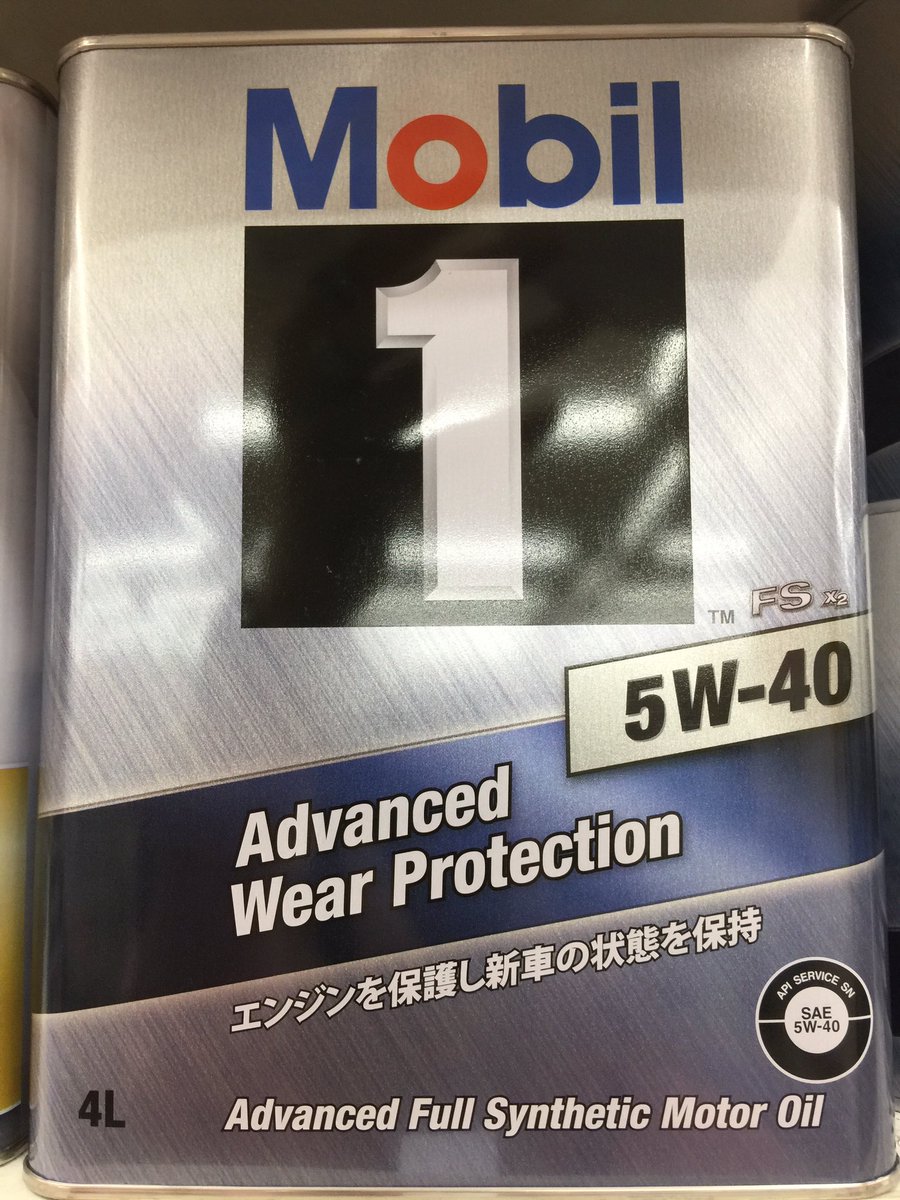 Mobil
1
TM FS x2
5W-40
Advanced
Wear Protection
エンジンを保護し新車の状態を保持
API SERVICE SN
SAE
5W-40
4L
Advanced Full Synthetic Motor Oil